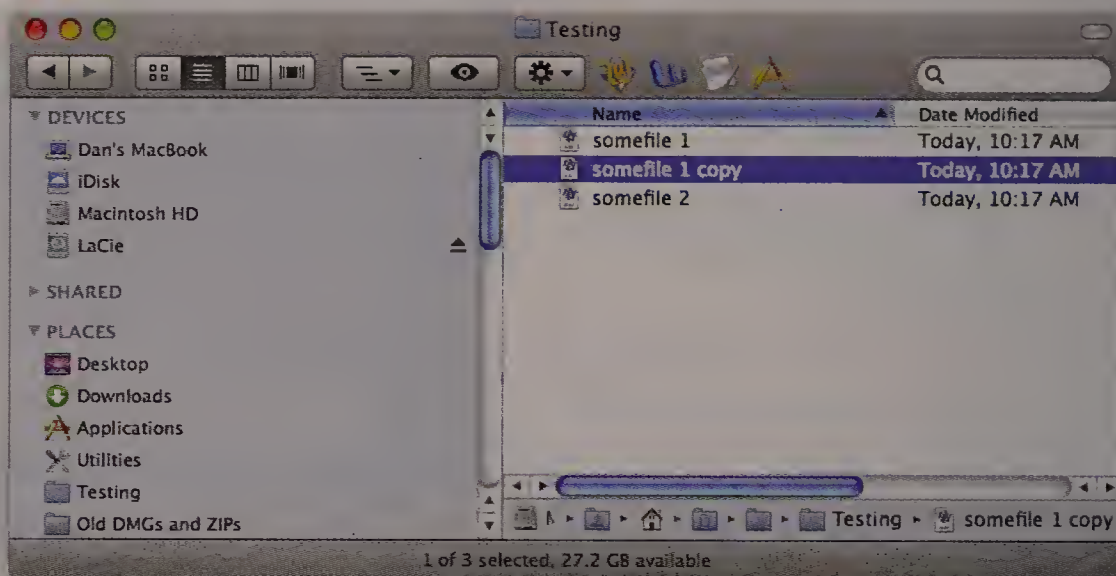 Testing
DEVICES
Dan's MacBook
iDisk
Macintosh HD
LaCie
SHARED
PLACES
Desktop
Downloads
Applications
Utilities
Testing
Old DMGs and ZIPs
Name Date Modified
somefile 1 Today, 10:17 AM
somefile 1 copy Today, 10:17 AM
somefile 2 Today, 10:17 AM
Testing somefile 1 copy
1 of 3 selected, 27.2 GB available